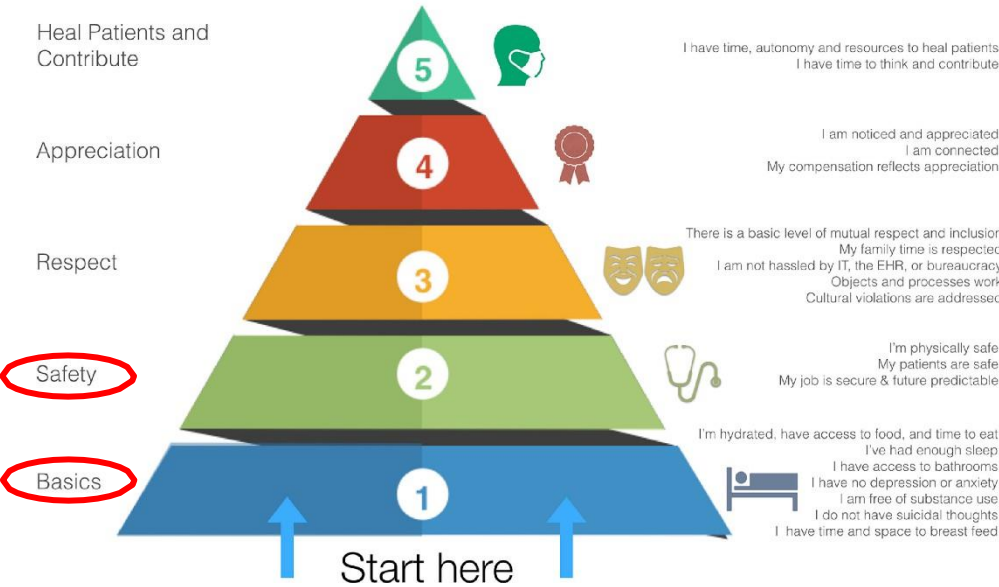 Heal Patients and
Contribute
5
I have time, autonomy and resources to heal patients
I have time to think and contribute
Appreciation
4
I am noticed and appreciated
I am connected
My compensation reflects appreciation
Respect
3
There is a basic level of mutual respect and inclusion
My family time is respected
I am not hassled by IT, the EHR, or bureaucracy
Objects and processes work
Cultural violations are addressed
Safety
2
I'm physically safe
My patients are safe
My job is secure & future predictable
Basics
1
I'm hydrated, have access to food, and time to eat
I've had enough sleep
I have access to bathrooms
I have no depression or anxiety
I am free of substance use
I do not have suicidal thoughts
I have time and space to breast feed
Start here